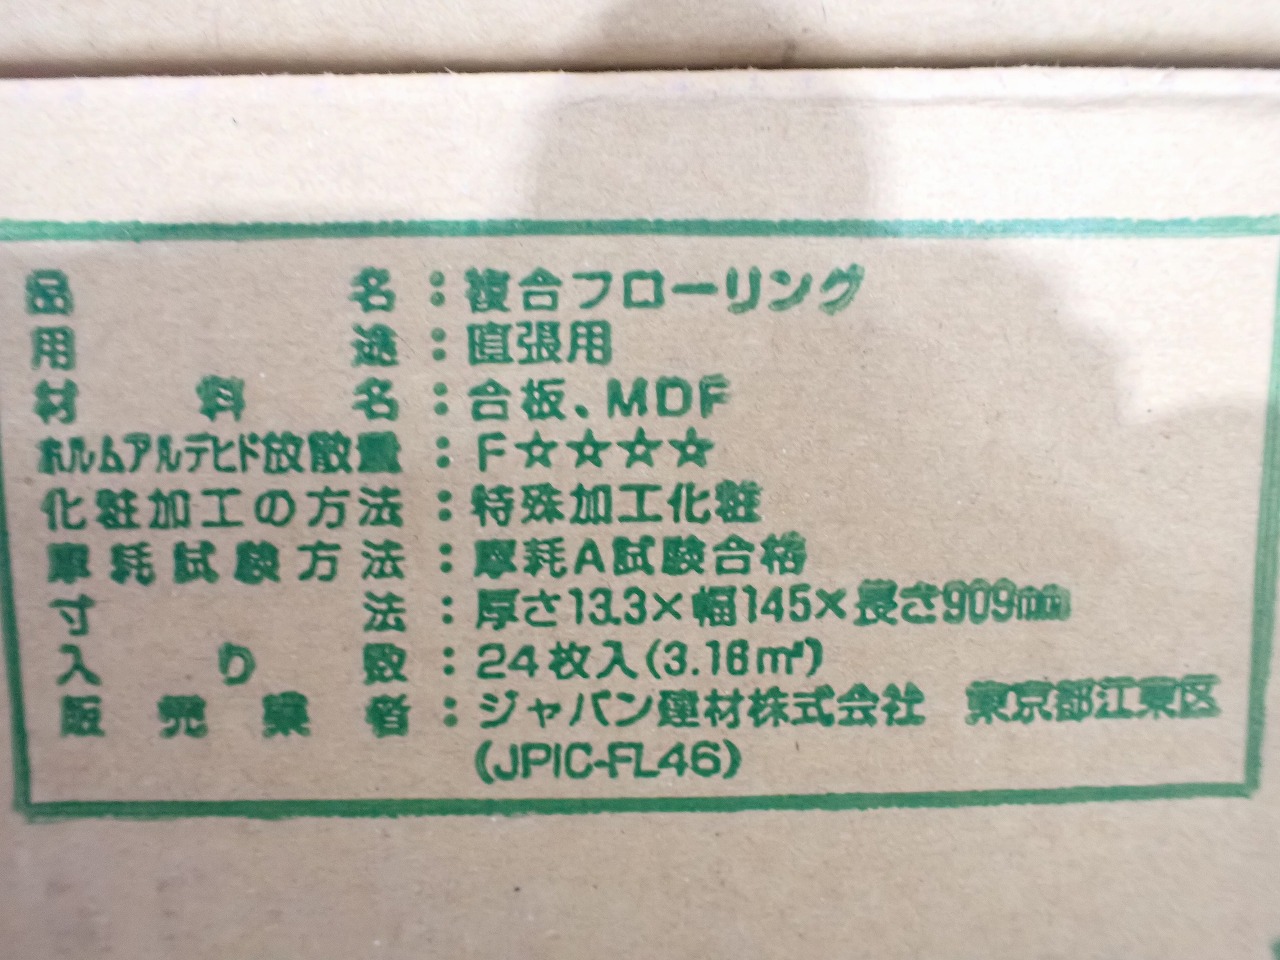 品名：複合フローリング
用途：直張用
材料名：合板、MDF
ホルムアルデヒド放散量：F☆☆☆☆
化粧加工の方法：特殊加工化粧
摩耗試験方法：摩耗A試験合格
寸法：厚さ13.3×幅145×長さ909mm
入り数：24枚入(3.16㎡)
販売業者：ジャパン建材株式会社 東京都江東区
(JPIC-FL46)